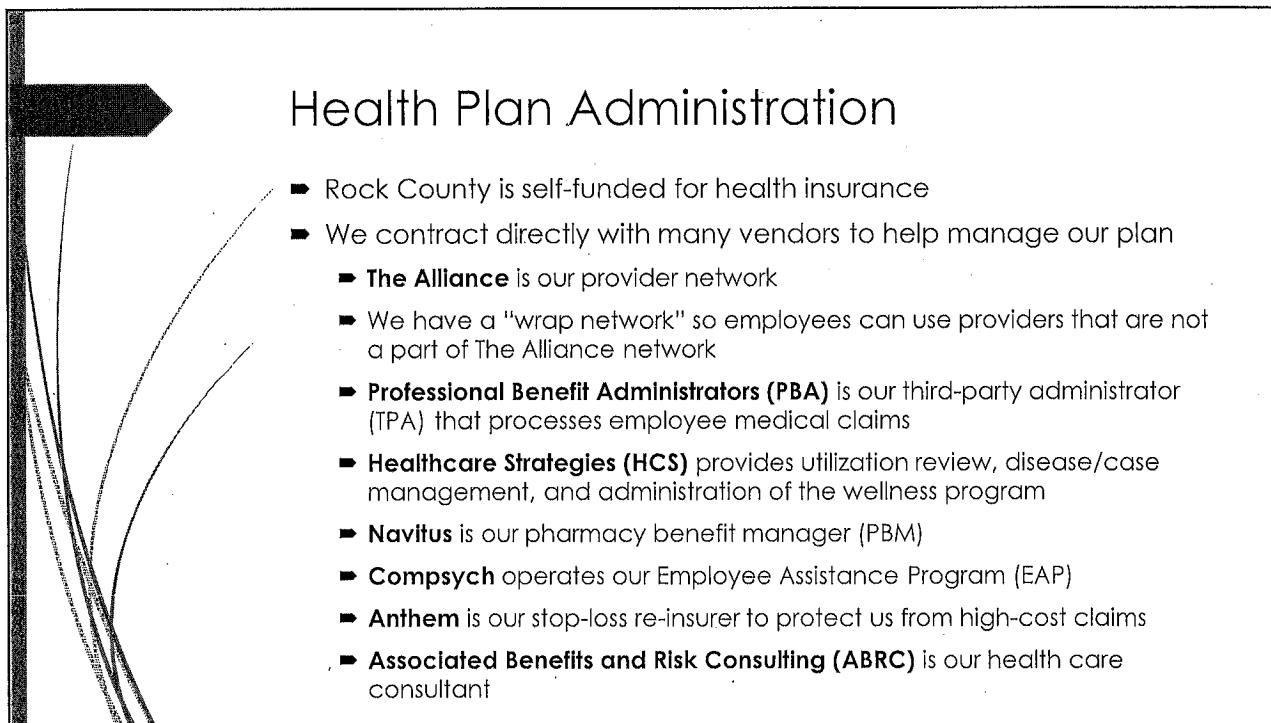 Health Plan Administration
Rock County is self-funded for health insurance
We contract directly with many vendors to help manage our plan
The Alliance is our provider network
We have a "wrap network" so employees can use providers that are not
a part of The Alliance network
Professional Benefit Administrators (PBA) is our third-party administrator
(TPA) that processes employee medical claims
Healthcare Strategies (HCS) provides utilization review, disease/case
management, and administration of the wellness program
Navitus is our pharmacy benefit manager (PBM)
Compsych operates our Employee Assistance Program (EAP)
Anthem is our stop-loss re-insurer to protect us from high-cost claims
Associated Benefits and Risk Consulting (ABRC) is our health care
consultant